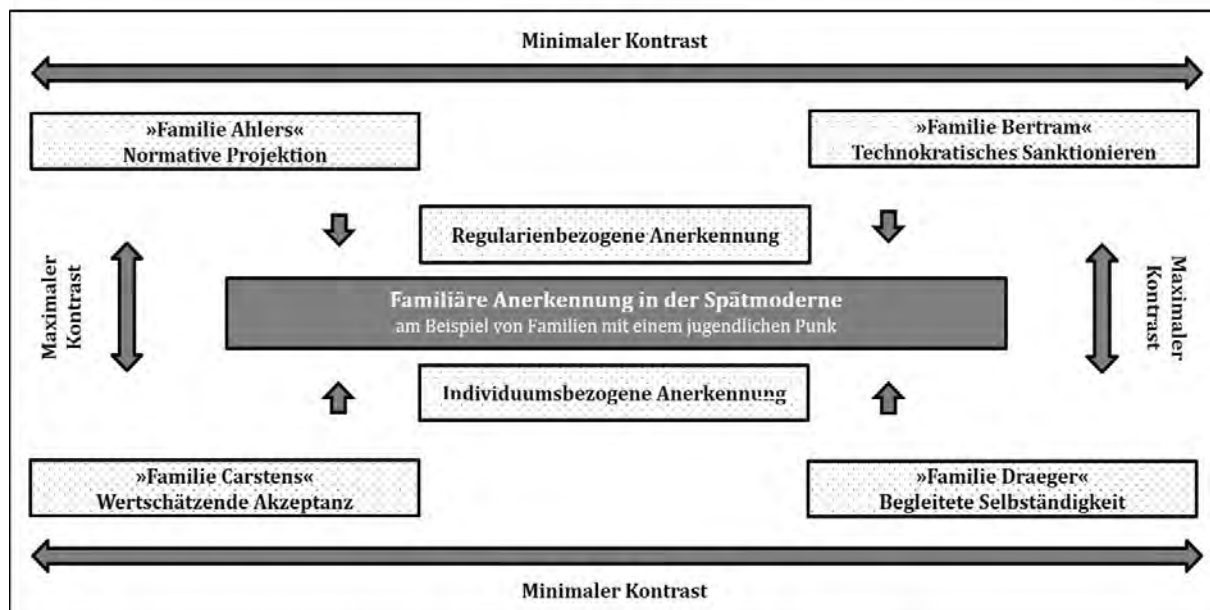 Minimaler Kontrast
»Familie Ahlers«
Normative Projektion
»Familie Bertram«
Technokratisches Sanktionieren
Regularienbezogene Anerkennung
Maximaler
Kontrast
Maximaler
Kontrast
Familiäre Anerkennung in der Spätmoderne
am Beispiel von Familien mit einem jugendlichen Punk
Individuumsbezogene Anerkennung
»Familie Carstens«
Wertschätzende Akzeptanz
»Familie Draeger«
Begleitete Selbständigkeit
Minimaler Kontrast